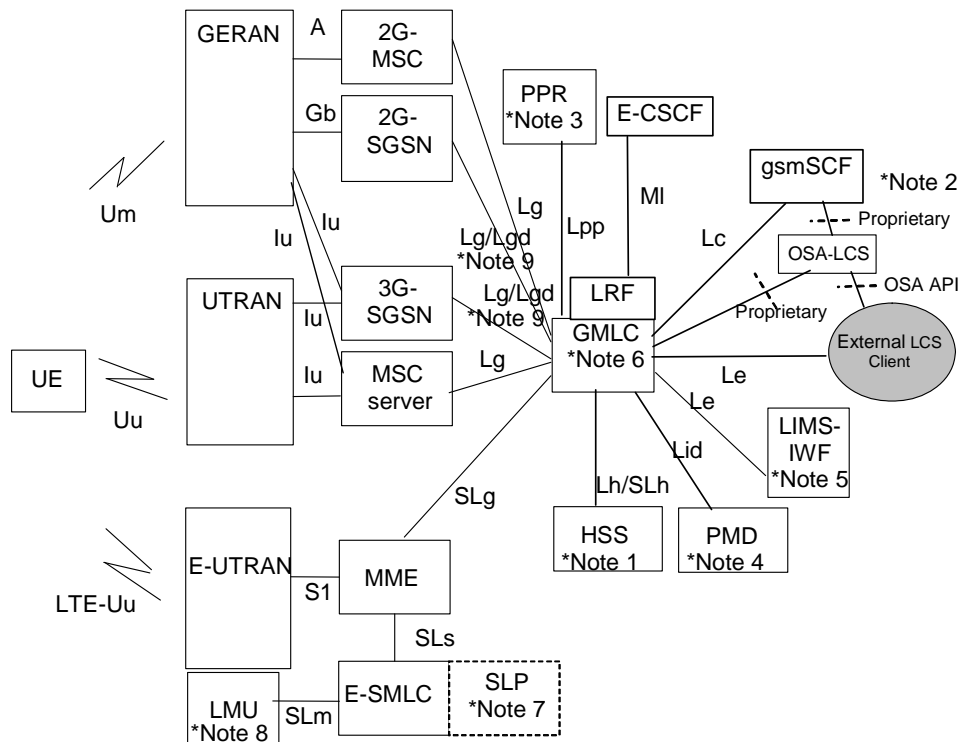 GERAN
A
2G-
MSC
Gb
2G-
SGSN
PPR
*Note 3
E-CSCF
gsmSCF
*Note 2
Um
Iu
Iu
Lg
Lpp
Ml
Lc
Proprietary
OSA-LCS
Lg/Lgd
*Note 9
UTRAN
Iu
3G-
SGSN
Lg/Lgd
*Note 9
LRF
Proprietary
OSA API
GMLC
*Note 6
External LCS
Client
UE
Uu
Iu
MSC
server
Lg
Le
Le
LIMS-
IWF
*Note 5
Lid
SLg
Lh/SLh
HSS
*Note 1
PMD
*Note 4
E-UTRAN
LTE-Uu
S1
MME
SLs
E-SMLC
SLP
*Note 7
LMU
*Note 8
SLm